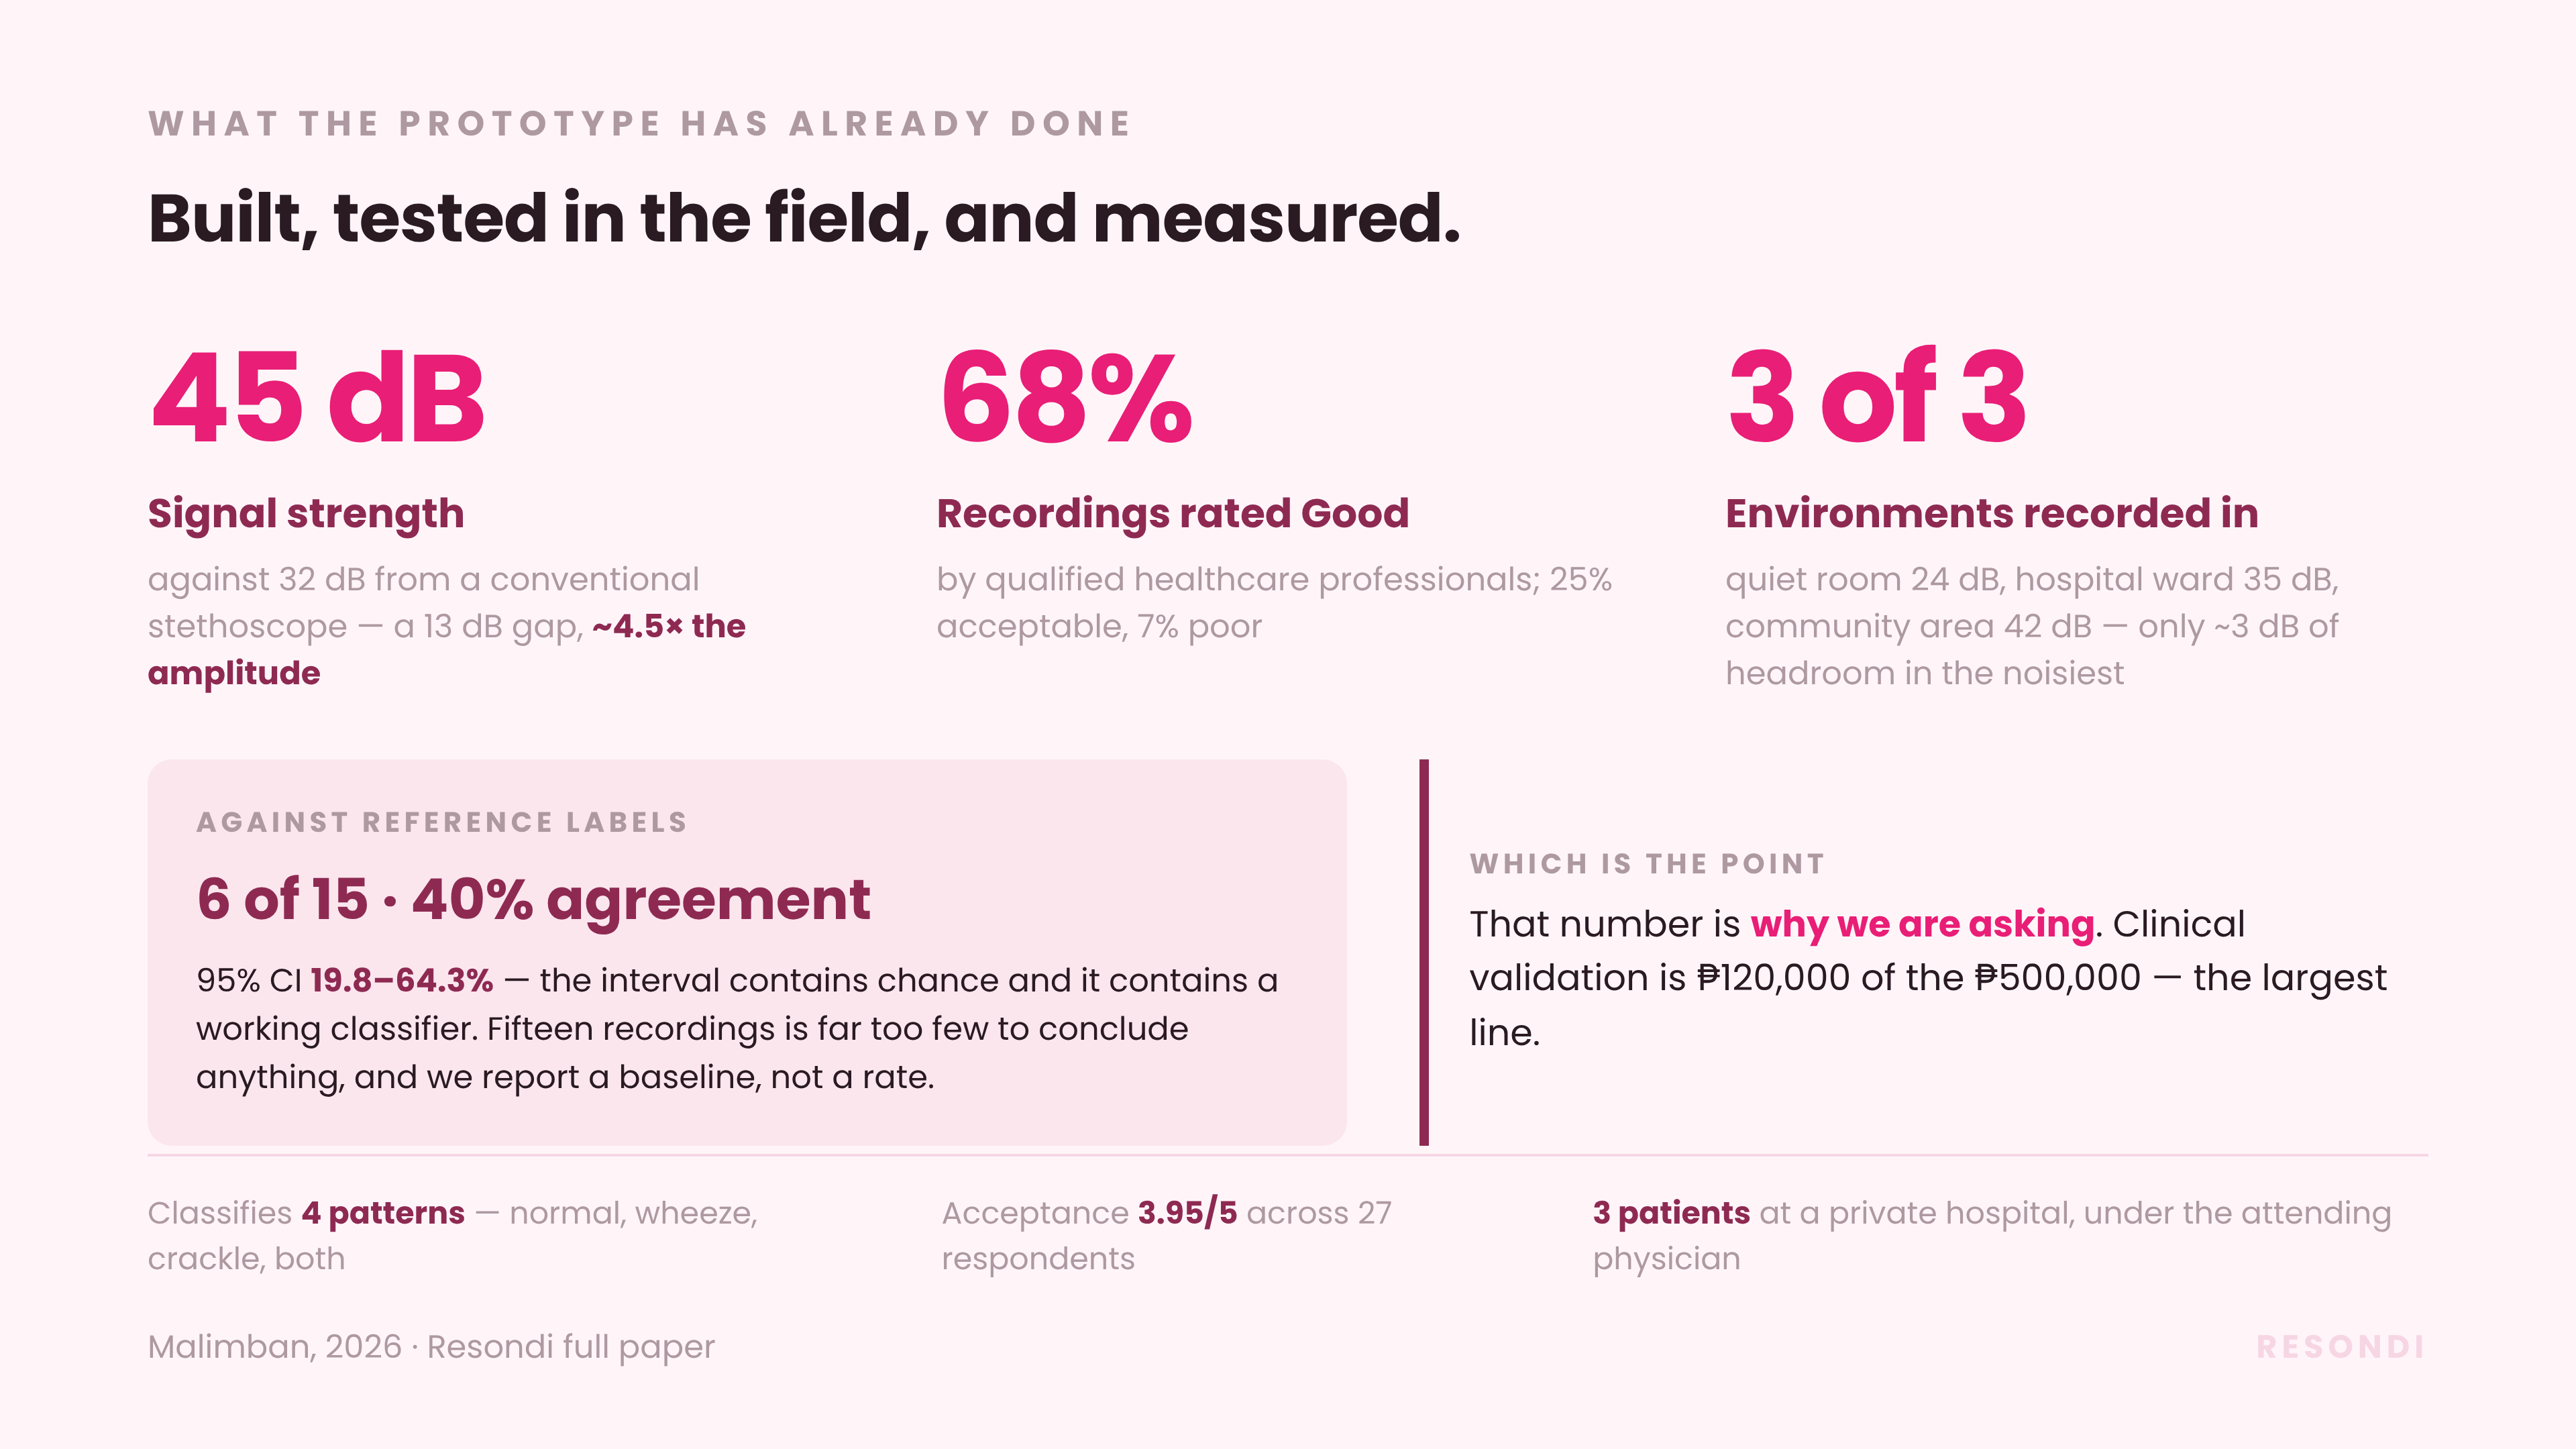 WHAT THE PROTOTYPE HAS ALREADY DONE
Built, tested in the field, and measured.
45 dB
Signal strength
against 32 dB from a conventional
stethoscope — a 13 dB gap, ~4.5× the
amplitude
68%
Recordings rated Good
by qualified healthcare professionals; 25%
acceptable, 7% poor
3 of 3
Environments recorded in
quiet room 24 dB, hospital ward 35 dB,
community area 42 dB — only ~3 dB of
headroom in the noisiest
AGAINST REFERENCE LABELS
6 of 15 · 40% agreement
95% CI 19.8–64.3% — the interval contains chance and it contains a
working classifier. Fifteen recordings is far too few to conclude
anything, and we report a baseline, not a rate.
WHICH IS THE POINT
That number is why we are asking. Clinical
validation is ₱120,000 of the ₱500,000 — the largest
line.
Classifies 4 patterns — normal, wheeze,
crackle, both
Acceptance 3.95/5 across 27
respondents
3 patients at a private hospital, under the attending
physician
Malimban, 2026 · Resondi full paper
RESONDI